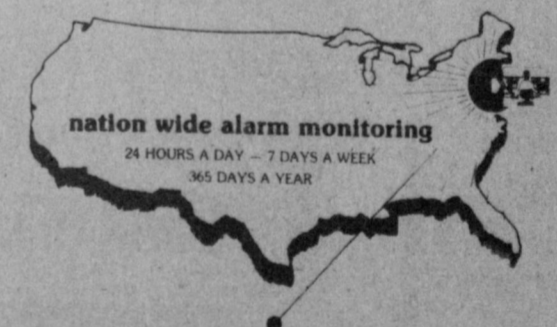 nation wide alarm monitoring
24 HOURS A DAY – 7 DAYS A WEEK
365 DAYS A YEAR